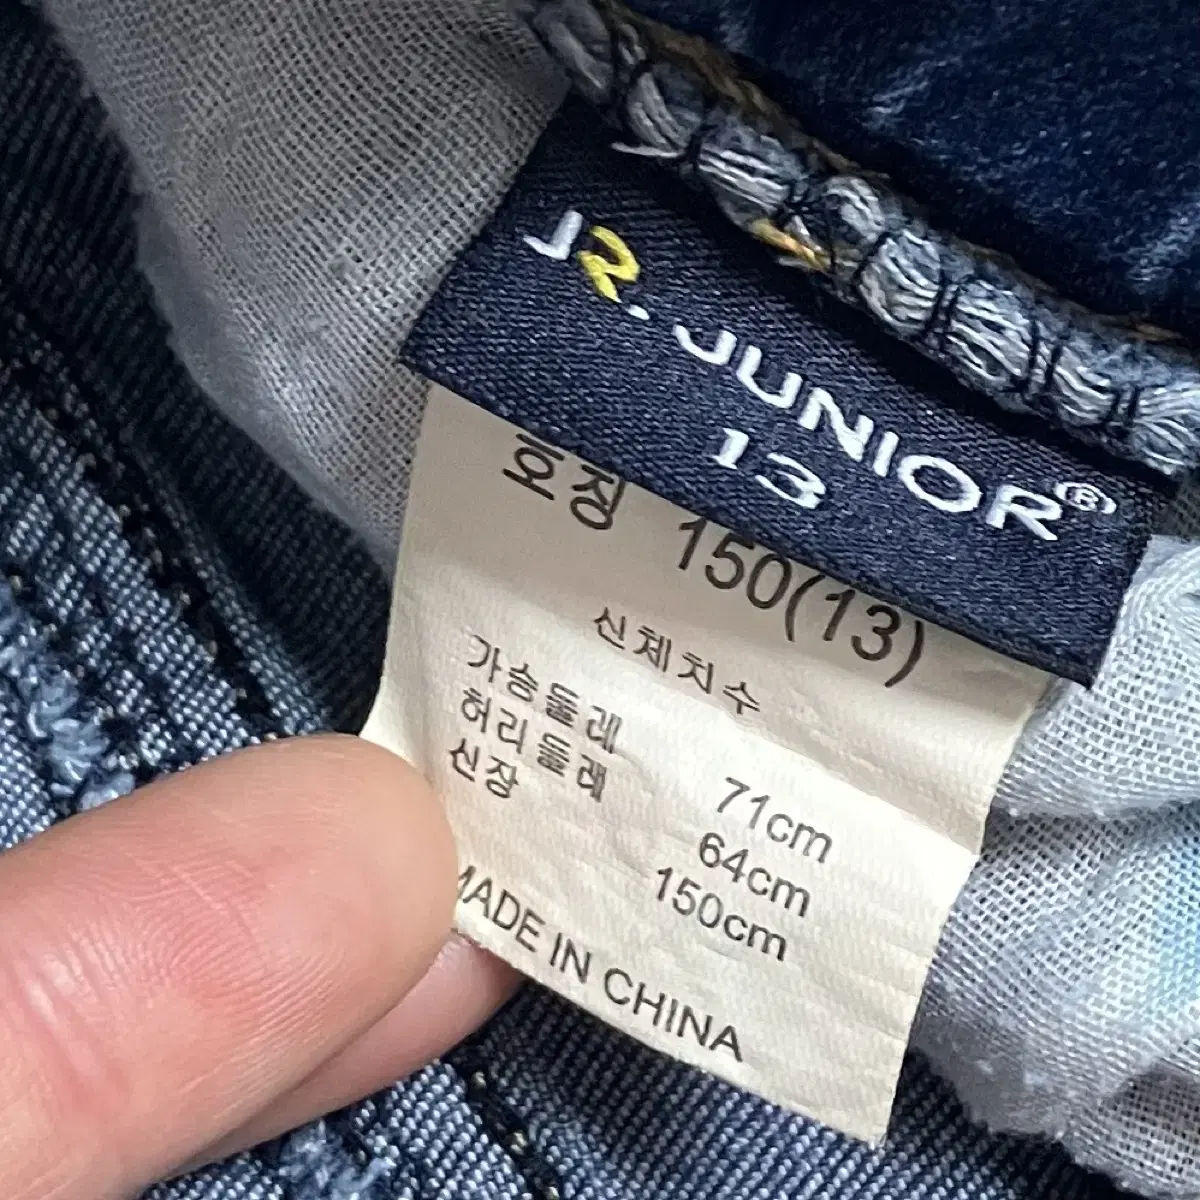 JR. JUNIOR®
13
호칭 150(13)
신체치수
가슴둘레 71cm
허리둘레 64cm
신장 150cm
MADE IN CHINA